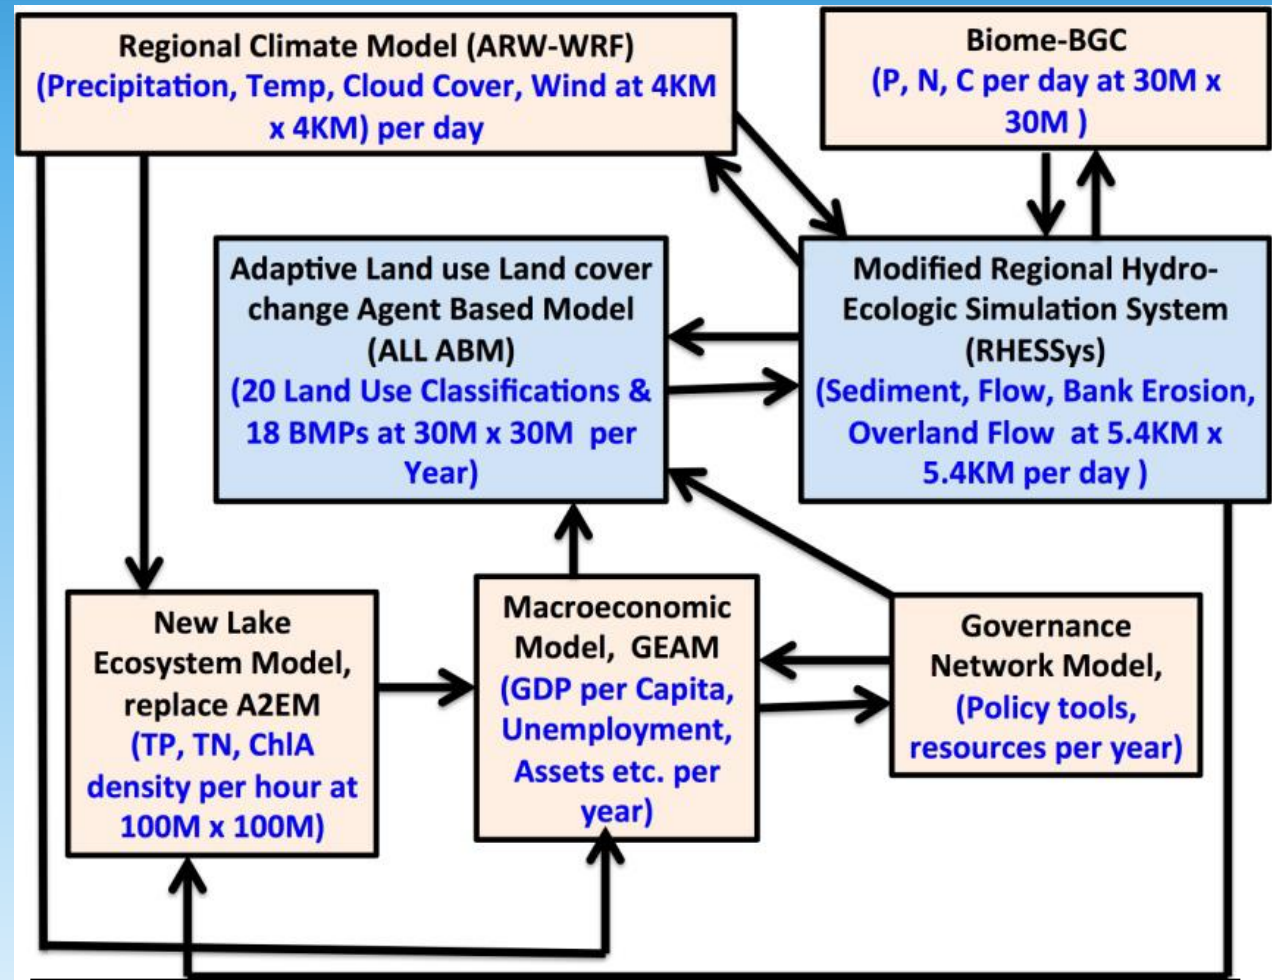 Regional Climate Model (ARW-WRF)
(Precipitation, Temp, Cloud Cover, Wind at 4KM
x 4KM) per day
Biome-BGC
(P, N, C per day at 30M x
30M )
Adaptive Land use Land cover
change Agent Based Model
(ALL ABM)
(20 Land Use Classifications &
18 BMPs at 30M x 30M per
Year)
Modified Regional Hydro-
Ecologic Simulation System
(RHESSys)
(Sediment, Flow, Bank Erosion,
Overland Flow at 5.4KM x
5.4KM per day )
New Lake
Ecosystem Model,
replace A2EM
(TP, TN, ChlA
density per hour at
100M x 100M)
Macroeconomic
Model, GEAM
(GDP per Capita,
Unemployment,
Assets etc. per
year)
Governance
Network Model,
(Policy tools,
resources per year)